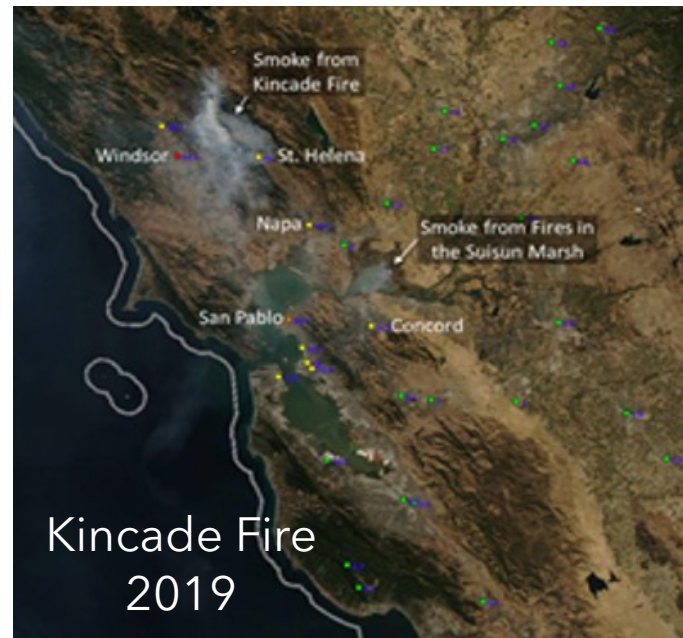 Smoke from
Kincade Fire
Windsor
St. Helena
Napa
Smoke from Fires in
the Suisun Marsh
San Pablo
Concord
Kincade Fire
2019